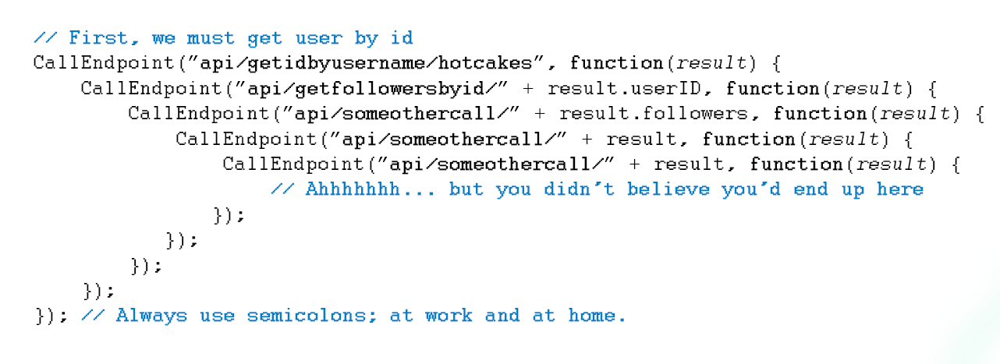 // First, we must get user by id
CallEndpoint("api/getidbyusername/hotcakes", function(result) {
    CallEndpoint("api/getfollowersbyid/" + result.userID, function(result) {
        CallEndpoint("api/someothercall/" + result.followers, function(result) {
            CallEndpoint("api/someothercall/" + result, function(result) {
                CallEndpoint("api/someothercall/" + result, function(result) {
                    // Ahhhhhhh... but you didn´t believe you´d end up here
                });
            });
        });
    });
}); // Always use semicolons; at work and at home.